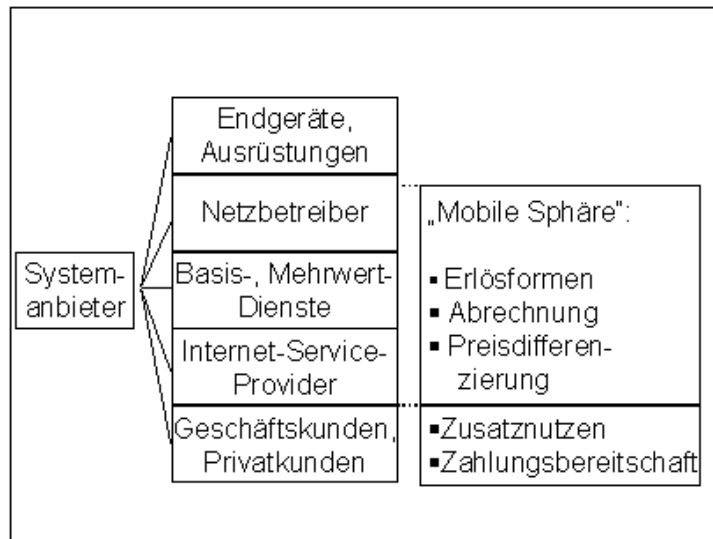 System-
anbieter
Endgeräte,
Ausrüstungen
Netzbetreiber
Basis-, Mehrwert-
Dienste
Internet-Service-
Provider
Geschäftskunden,
Privatkunden
„Mobile Sphäre":
▪ Erlösformen
▪ Abrechnung
▪ Preisdifferen-
zierung
▪Zusatznutzen
▪Zahlungsbereitschaft